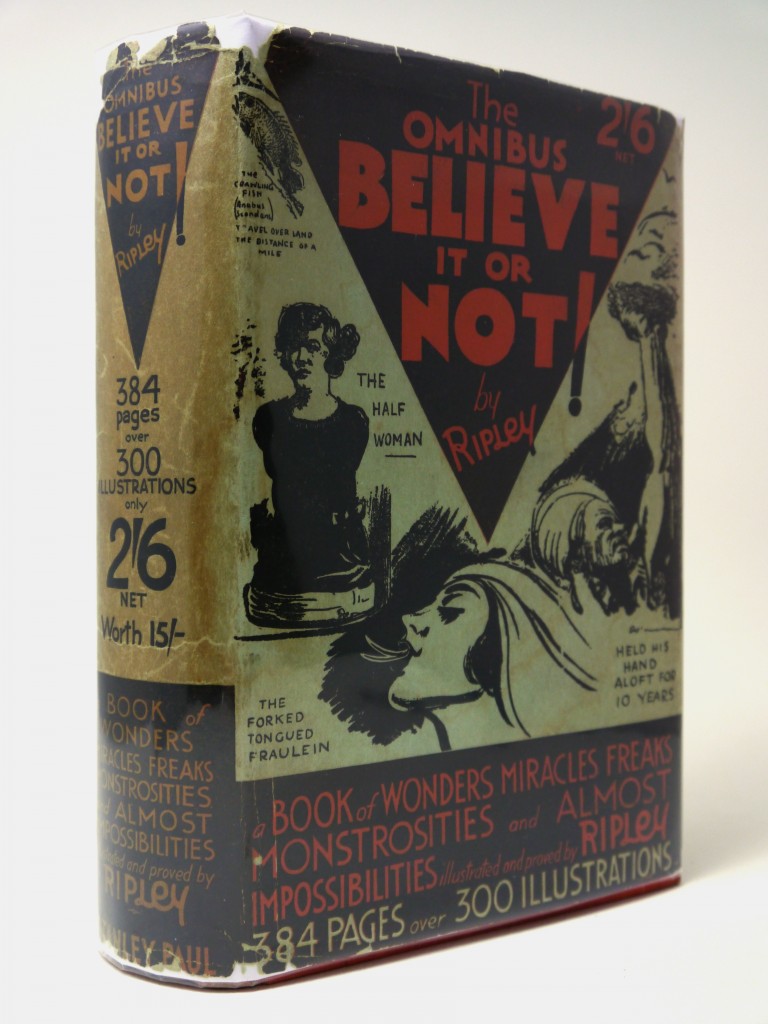 The
OMNIBUS
BELIEVE
IT OR
NOT!
by
RIPLEY
384
pages
over
300
ILLUSTRATIONS
only
2'6
NET
Worth 15/-
BOOK of
WONDERS
MIRACLES FREAKS
MONSTROSITIES
and ALMOST
IMPOSSIBILITIES
illustrated and proved by
RIPLEY
STANLEY PAUL
The
OMNIBUS
BELIEVE
IT OR
NOT!
by
RIPLEY
2'6
NET
THE
CRAWLING
FISH
(Anabus
Scandens)
TRAVEL OVER LAND
THE DISTANCE OF A
MILE
THE
HALF
WOMAN
HELD HIS
HAND
ALOFT FOR
10 YEARS
THE
FORKED
TONGUED
FRAULEIN
a BOOK of WONDERS MIRACLES FREAKS
MONSTROSITIES and ALMOST
IMPOSSIBILITIES illustrated and proved by RIPLEY
384 PAGES over 300 ILLUSTRATIONS